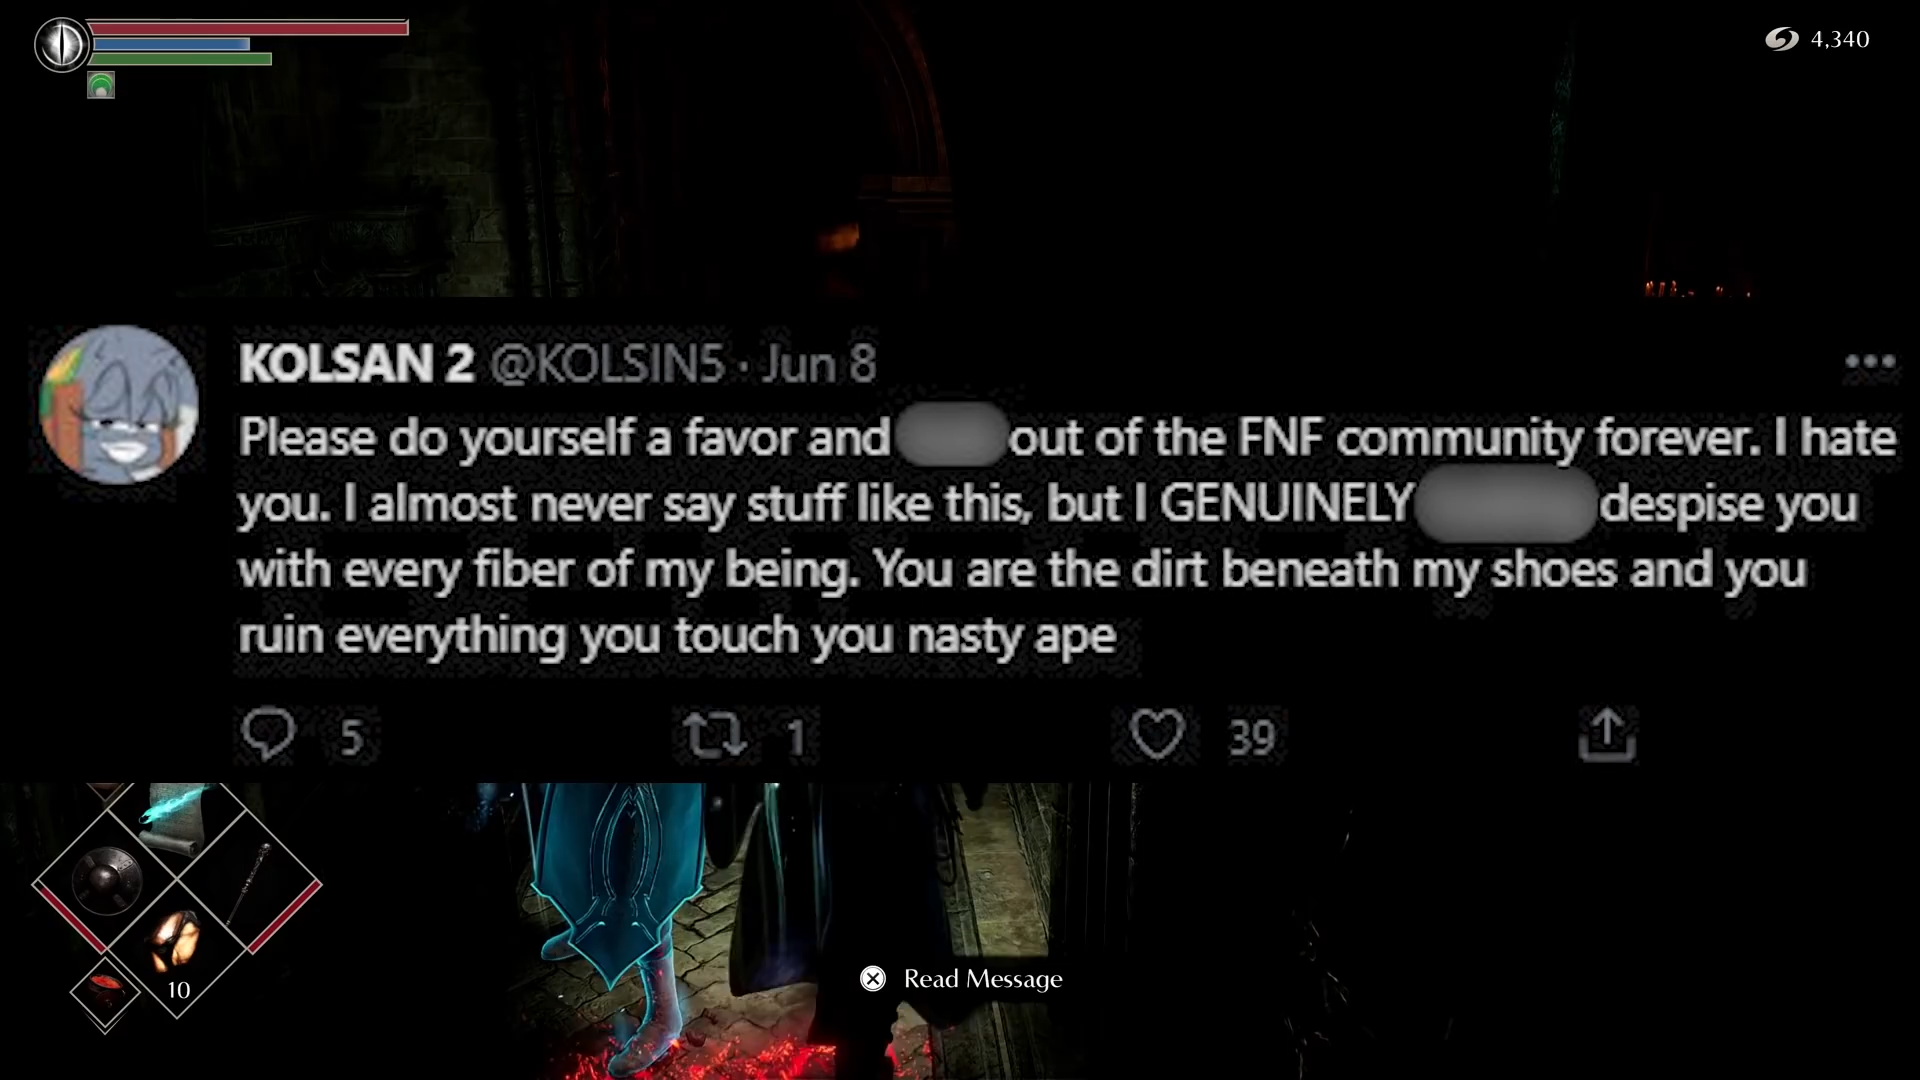 4,340
KOLSAN 2 @KOLSIN5 · Jun 8
Please do yourself a favor and out of the FNF community forever. I hate
you. I almost never say stuff like this, but I GENUINELY despise you
with every fiber of my being. You are the dirt beneath my shoes and you
ruin everything you touch you nasty ape
5 1 39
10
Read Message